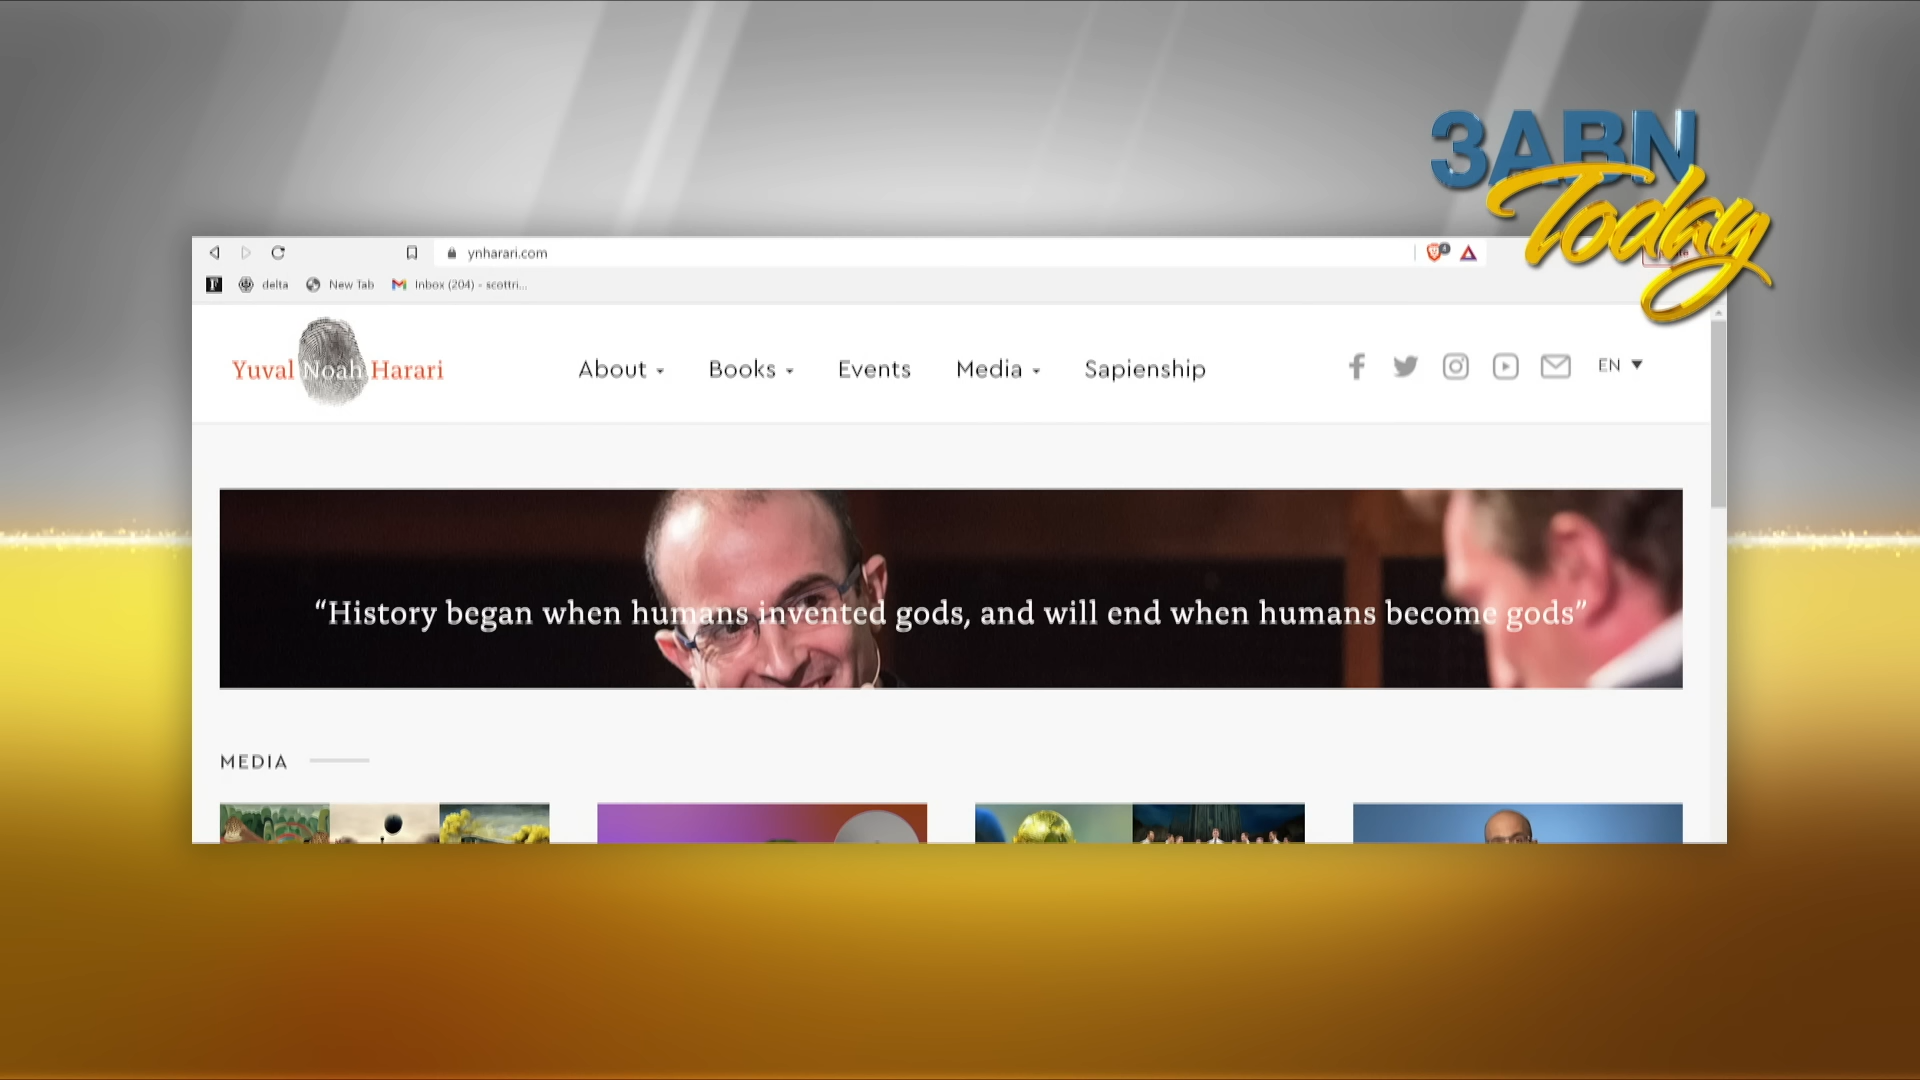 3ABN
Today
ynharari.com
delta
New Tab
Inbox (204) - scottri...
Yuval Noah Harari
About
Books
Events
Media
Sapienship
EN
“History began when humans invented gods, and will end when humans become gods”
MEDIA